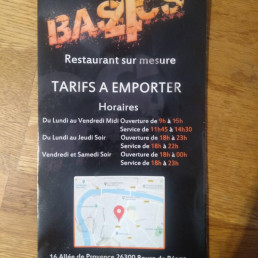 BASICS
Restaurant sur mesure
TARIFS A EMPORTER
Horaires
Du Lundi au Vendredi Midi Ouverture de 9h à 15h
Service de 11h45 à 14h30
Du Lundi au Jeudi Soir Ouverture de 18h à 23h
Service de 18h à 22h
Vendredi et Samedi Soir Ouverture de 18h à 00h
Service de 18h à 23h
16 Allée de Provence 26300